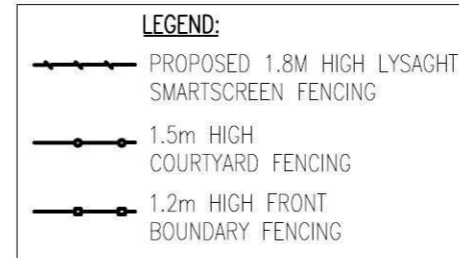 LEGEND:
PROPOSED 1.8M HIGH LYSAGHT
SMARTSCREEN FENCING
1.5m HIGH
COURTYARD FENCING
1.2m HIGH FRONT
BOUNDARY FENCING